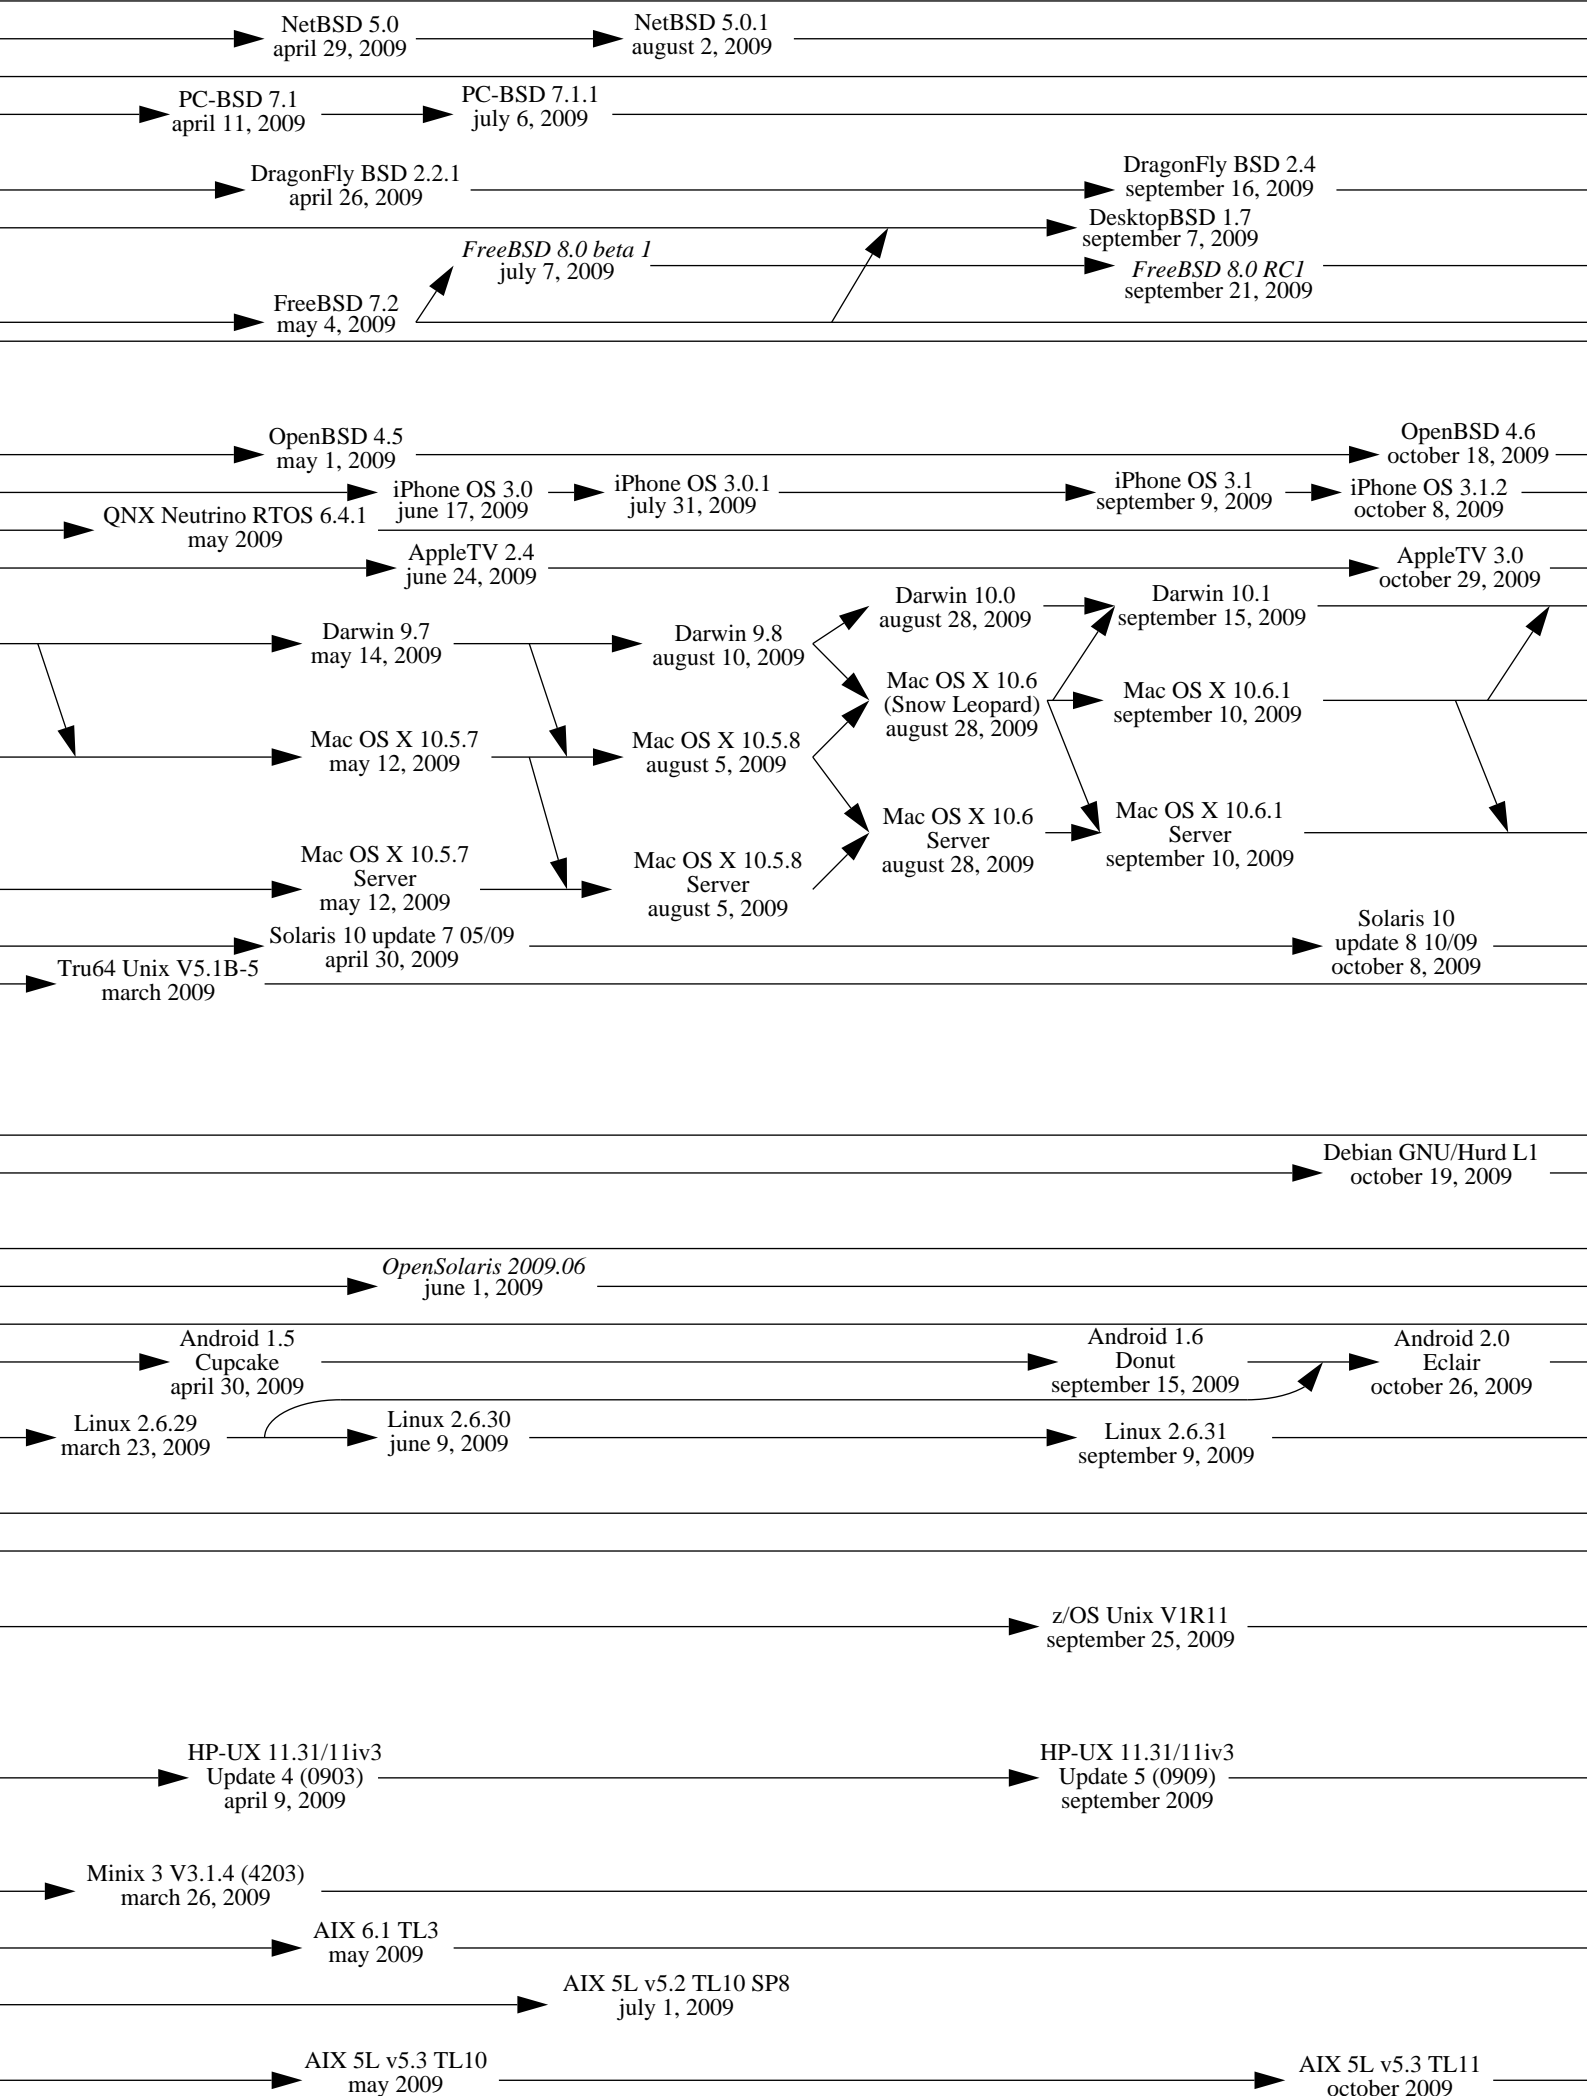 NetBSD 5.0
april 29, 2009
NetBSD 5.0.1
august 2, 2009
PC-BSD 7.1
april 11, 2009
PC-BSD 7.1.1
july 6, 2009
DragonFly BSD 2.2.1
april 26, 2009
DragonFly BSD 2.4
september 16, 2009
DesktopBSD 1.7
september 7, 2009
FreeBSD 8.0 beta 1
july 7, 2009
FreeBSD 8.0 RC1
september 21, 2009
FreeBSD 7.2
may 4, 2009
OpenBSD 4.5
may 1, 2009
OpenBSD 4.6
october 18, 2009
iPhone OS 3.0
june 17, 2009
iPhone OS 3.0.1
july 31, 2009
iPhone OS 3.1
september 9, 2009
iPhone OS 3.1.2
october 8, 2009
QNX Neutrino RTOS 6.4.1
may 2009
AppleTV 2.4
june 24, 2009
AppleTV 3.0
october 29, 2009
Darwin 9.7
may 14, 2009
Darwin 9.8
august 10, 2009
Darwin 10.0
august 28, 2009
Darwin 10.1
september 15, 2009
Mac OS X 10.6
(Snow Leopard)
august 28, 2009
Mac OS X 10.6.1
september 10, 2009
Mac OS X 10.5.7
may 12, 2009
Mac OS X 10.5.8
august 5, 2009
Mac OS X 10.6
Server
august 28, 2009
Mac OS X 10.6.1
Server
september 10, 2009
Mac OS X 10.5.7
Server
may 12, 2009
Mac OS X 10.5.8
Server
august 5, 2009
Solaris 10 update 7 05/09
april 30, 2009
Solaris 10
update 8 10/09
october 8, 2009
Tru64 Unix V5.1B-5
march 2009
Debian GNU/Hurd L1
october 19, 2009
OpenSolaris 2009.06
june 1, 2009
Android 1.5
Cupcake
april 30, 2009
Android 1.6
Donut
september 15, 2009
Android 2.0
Eclair
october 26, 2009
Linux 2.6.29
march 23, 2009
Linux 2.6.30
june 9, 2009
Linux 2.6.31
september 9, 2009
z/OS Unix V1R11
september 25, 2009
HP-UX 11.31/11iv3
Update 4 (0903)
april 9, 2009
HP-UX 11.31/11iv3
Update 5 (0909)
september 2009
Minix 3 V3.1.4 (4203)
march 26, 2009
AIX 6.1 TL3
may 2009
AIX 5L v5.2 TL10 SP8
july 1, 2009
AIX 5L v5.3 TL10
may 2009
AIX 5L v5.3 TL11
october 2009